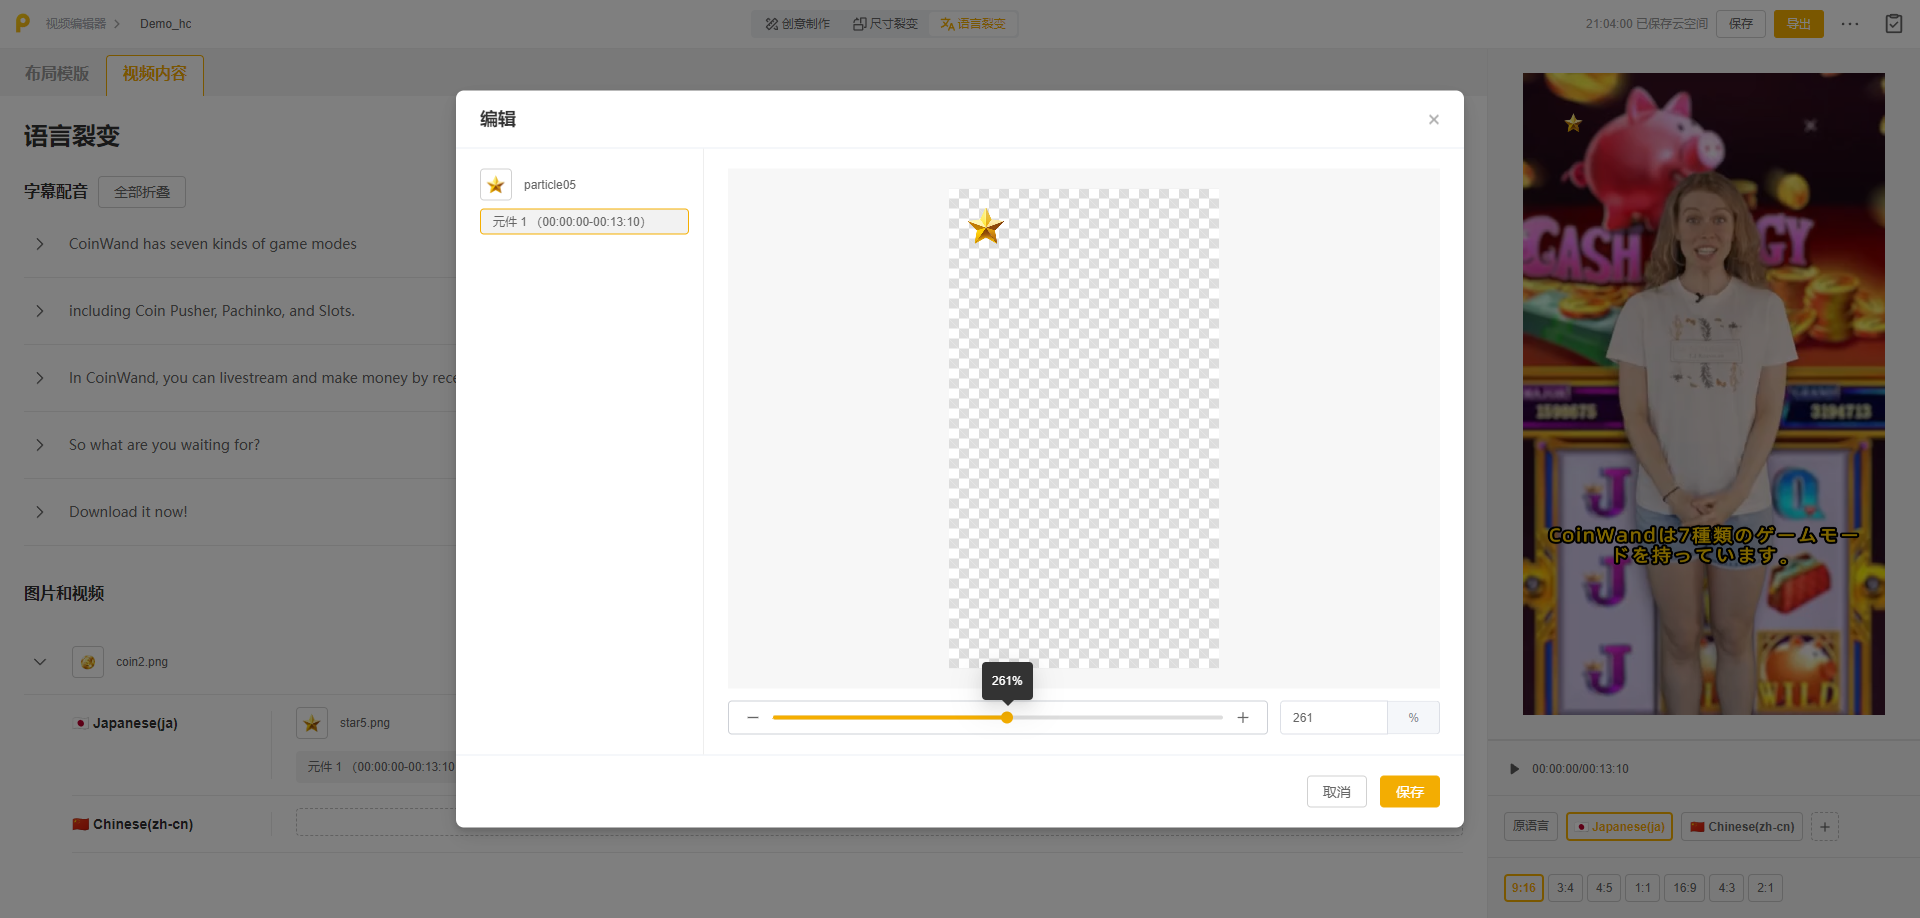 视频编辑器
Demo_hc
创意制作
尺寸裂变
语言裂变
21:04:00 已保存云空间
保存
导出
布局模版
视频内容
语言裂变
字幕配音
全部折叠
CoinWand has seven kinds of game modes
including Coin Pusher, Pachinko, and Slots.
In CoinWand, you can livestream and make money by rece
So what are you waiting for?
Download it now!
图片和视频
coin2.png
Japanese(ja)
star5.png
元件 1 （00:00:00-00:13:10
Chinese(zh-cn)
编辑
particle05
元件 1 （00:00:00-00:13:10）
261%
261
%
取消
保存
CASH
GY
1598675
3194713
J
Q
CoinWandは7種類のゲームモー
ドを持っています。
J
J
WILD
00:00:00/00:13:10
原语言
Japanese(ja)
Chinese(zh-cn)
9:16
3:4
4:5
1:1
16:9
4:3
2:1